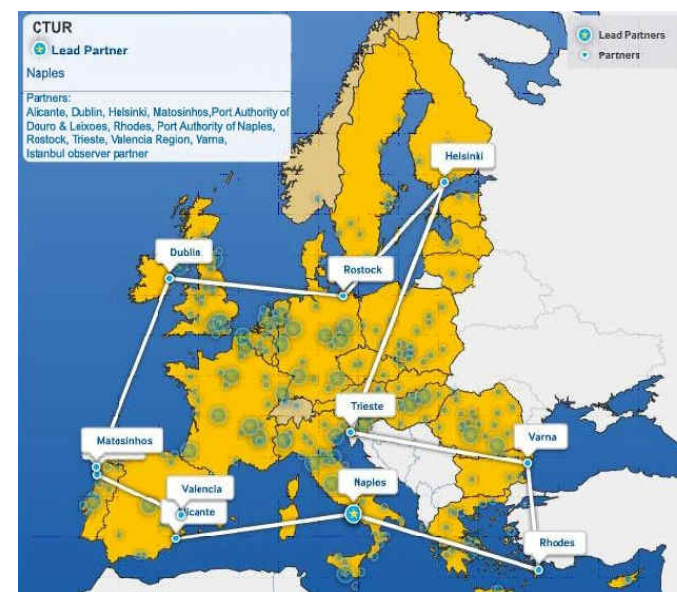 CTUR
Lead Partner
Naples
Partners:
Alicante, Dublin, Helsinki, Matosinhos,Port Authority of
Douro & Leixoes, Rhodes, Port Authority of Naples,
Rostock, Trieste, Valencia Region, Varna,
Istanbul observer partner
Lead Partners
Partners
Helsinki
Dublin
Rostock
Trieste
Matosinhos
Varna
Valencia
Naples
licante
Rhodes